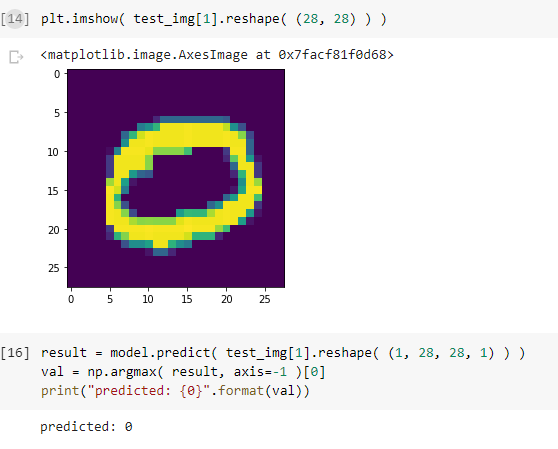 [14] plt.imshow( test_img[1].reshape( (28, 28) ) )
<matplotlib.image.AxesImage at 0x7facf81f0d68>
0
5
10
15
20
25
0 5 10 15 20 25
[16] result = model.predict( test_img[1].reshape( (1, 28, 28, 1) ) )
val = np.argmax( result, axis=-1 )[0]
print("predicted: {0}".format(val))
predicted: 0